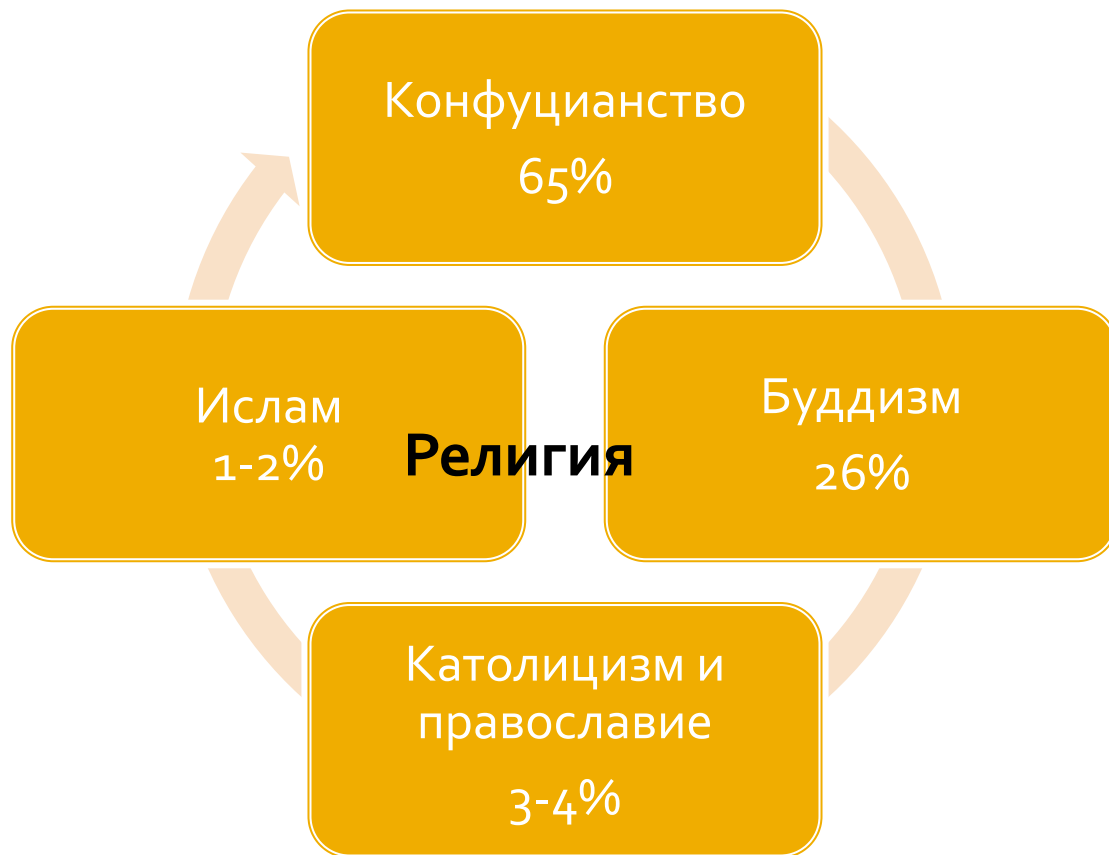 Конфуцианство
65%
Ислам
1-2%
Религия
Буддизм
26%
Католицизм и
православие
3-4%